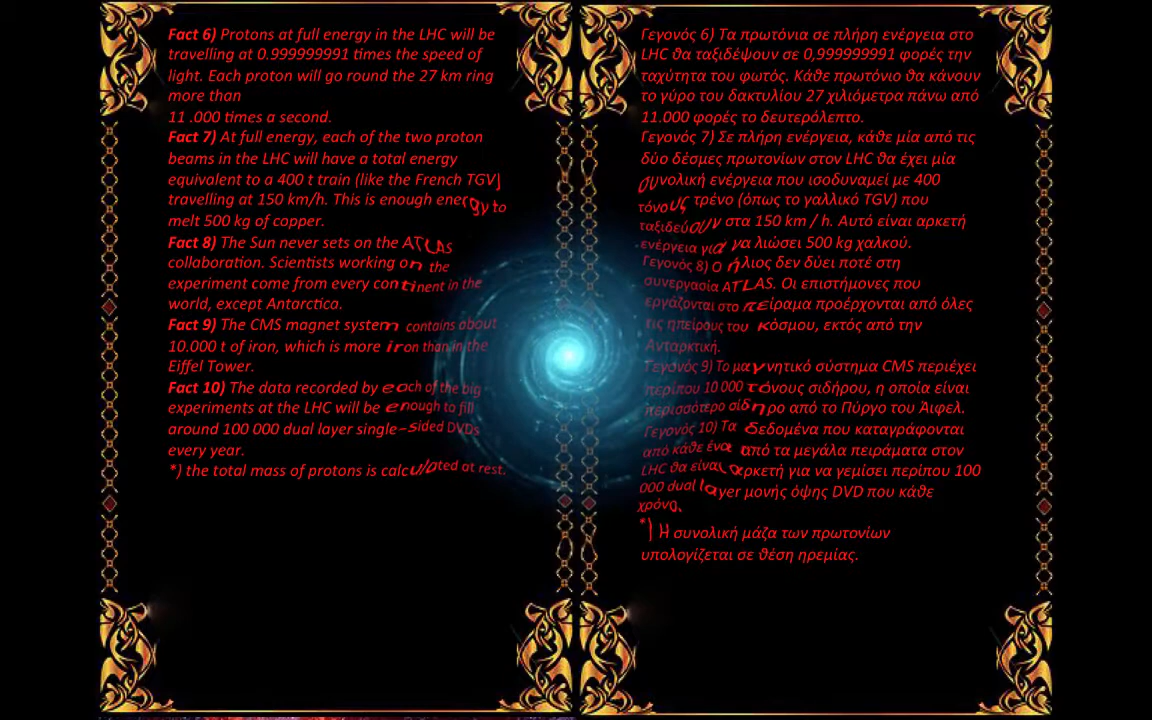 Fact 6) Protons at full energy in the LHC will be
travelling at 0.999999991 times the speed of
light. Each proton will go round the 27 km ring
more than
11 .000 times a second.
Fact 7) At full energy, each of the two proton
beams in the LHC will have a total energy
equivalent to a 400 t train (like the French TGV)
travelling at 150 km/h. This is enough energy to
melt 500 kg of copper.
Fact 8) The Sun never sets on the ATLAS
collaboration. Scientists working on the
experiment come from every continent in the
world, except Antarctica.
Fact 9) The CMS magnet system contains about
10.000 t of iron, which is more iron than in the
Eiffel Tower.
Fact 10) The data recorded by each of the big
experiments at the LHC will be enough to fill
around 100 000 dual layer single-sided DVDs
every year.
*) the total mass of protons is calculated at rest.
Γεγονός 6) Τα πρωτόνια σε πλήρη ενέργεια στο
LHC θα ταξιδέψουν σε 0,999999991 φορές την
ταχύτητα του φωτός. Κάθε πρωτόνιο θα κάνουν
το γύρο του δακτυλίου 27 χιλιόμετρα πάνω από
11.000 φορές το δευτερόλεπτο.
Γεγονός 7) Σε πλήρη ενέργεια, κάθε μία από τις
δύο δέσμες πρωτονίων στον LHC θα έχει μία
συνολική ενέργεια που ισοδυναμεί με 400
τόνους τρένο (όπως το γαλλικό TGV) που
ταξιδεύουν στα 150 km / h. Αυτό είναι αρκετή
ενέργεια για να λιώσει 500 kg χαλκού.
Γεγονός 8) Ο ήλιος δεν δύει ποτέ στη
συνεργασία ATLAS. Οι επιστήμονες που
εργάζονται στο πείραμα προέρχονται από όλες
τις ηπείρους του κόσμου, εκτός από την
Ανταρκτική.
Γεγονός 9) Το μαγνητικό σύστημα CMS περιέχει
περίπου 10 000 τόνους σιδήρου, η οποία είναι
περισσότερο σίδηρο από το Πύργο του Άιφελ.
Γεγονός 10) Τα δεδομένα που καταγράφονται
από κάθε ένα από τα μεγάλα πειράματα στον
LHC θα είναι αρκετή για να γεμίσει περίπου 100
000 dual layer μονής όψης DVD που κάθε
χρόνο.
*) Η συνολική μάζα των πρωτονίων
υπολογίζεται σε θέση ηρεμίας.